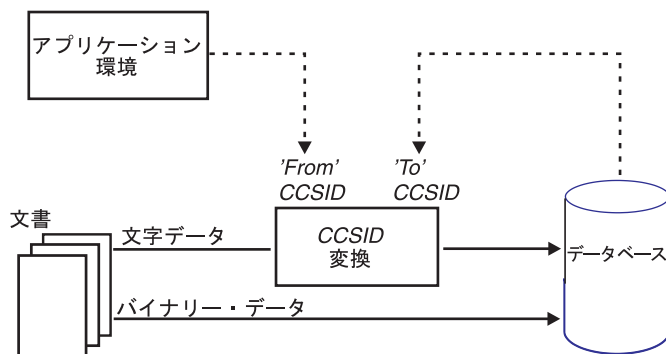 アプリケーション
環境
'From'
CCSID
'To'
CCSID
文書
文字データ
CCSID
変換
データベース
バイナリー・データ